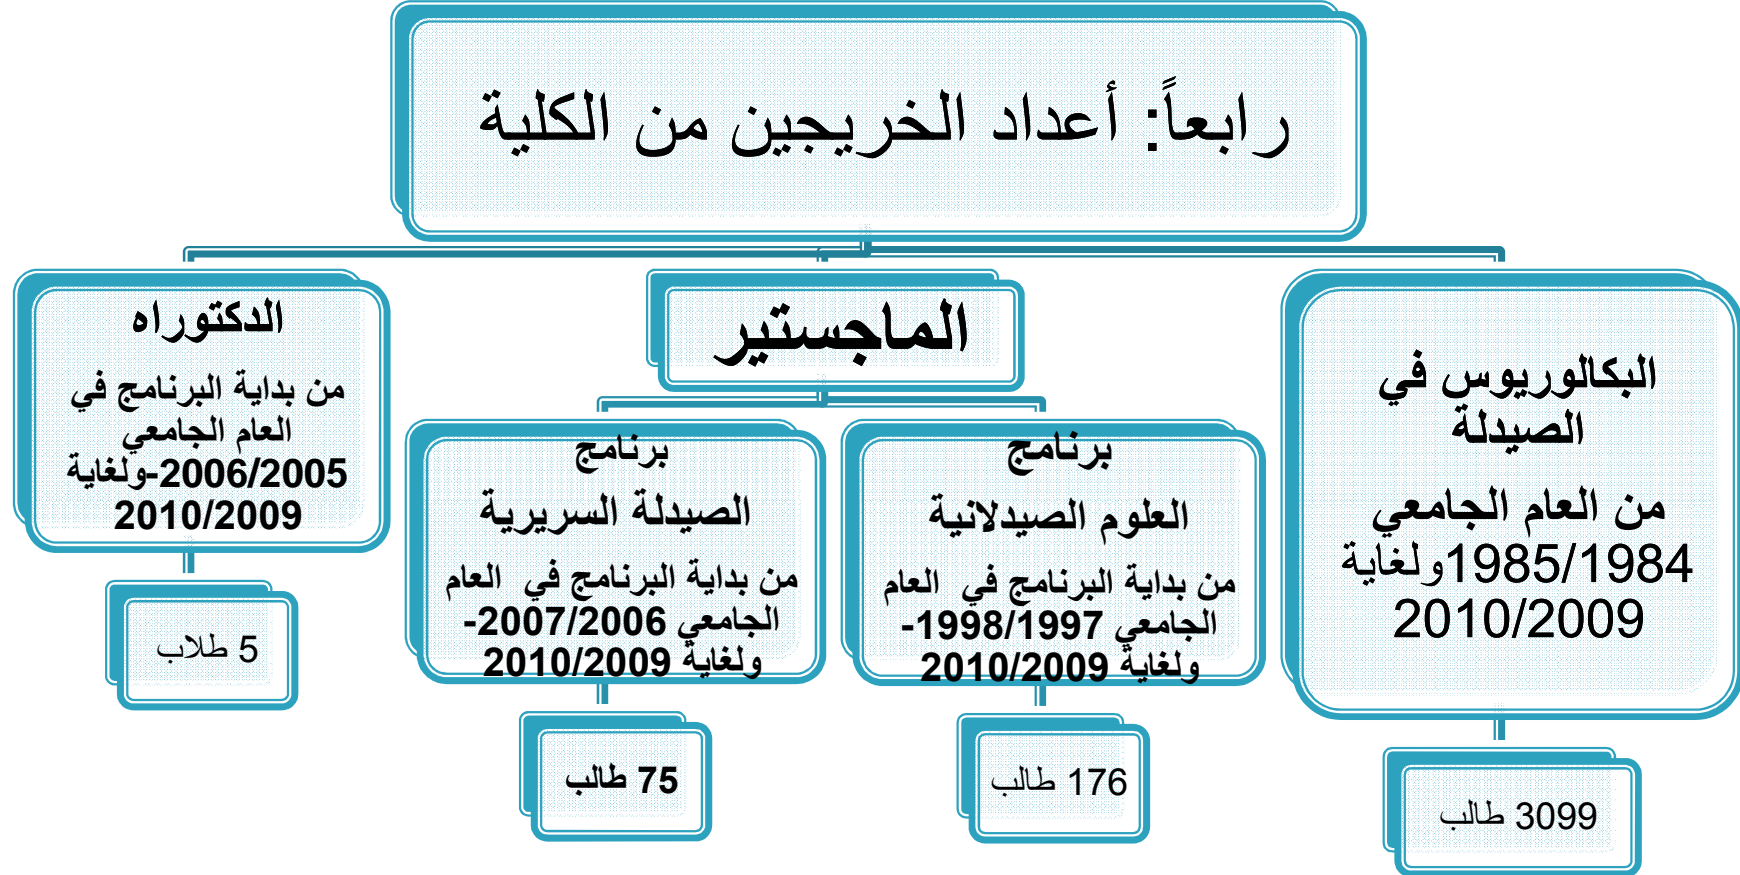 رابعاً: أعداد الخريجين من الكلية
البكالوريوس في
الصيدلة
من العام الجامعي
1985/1984ولغاية
2010/2009
3099 طالب
الماجستير
برنامج
العلوم الصيدلانية
من بداية البرنامج في العام
الجامعي 1998/1997-
ولغاية 2010/2009
176 طالب
برنامج
الصيدلة السريرية
من بداية البرنامج في العام
الجامعي 2007/2006-
ولغاية 2010/2009
75 طالب
الدكتوراه
من بداية البرنامج في
العام الجامعي
2006/2005-ولغاية
2010/2009
5 طلاب